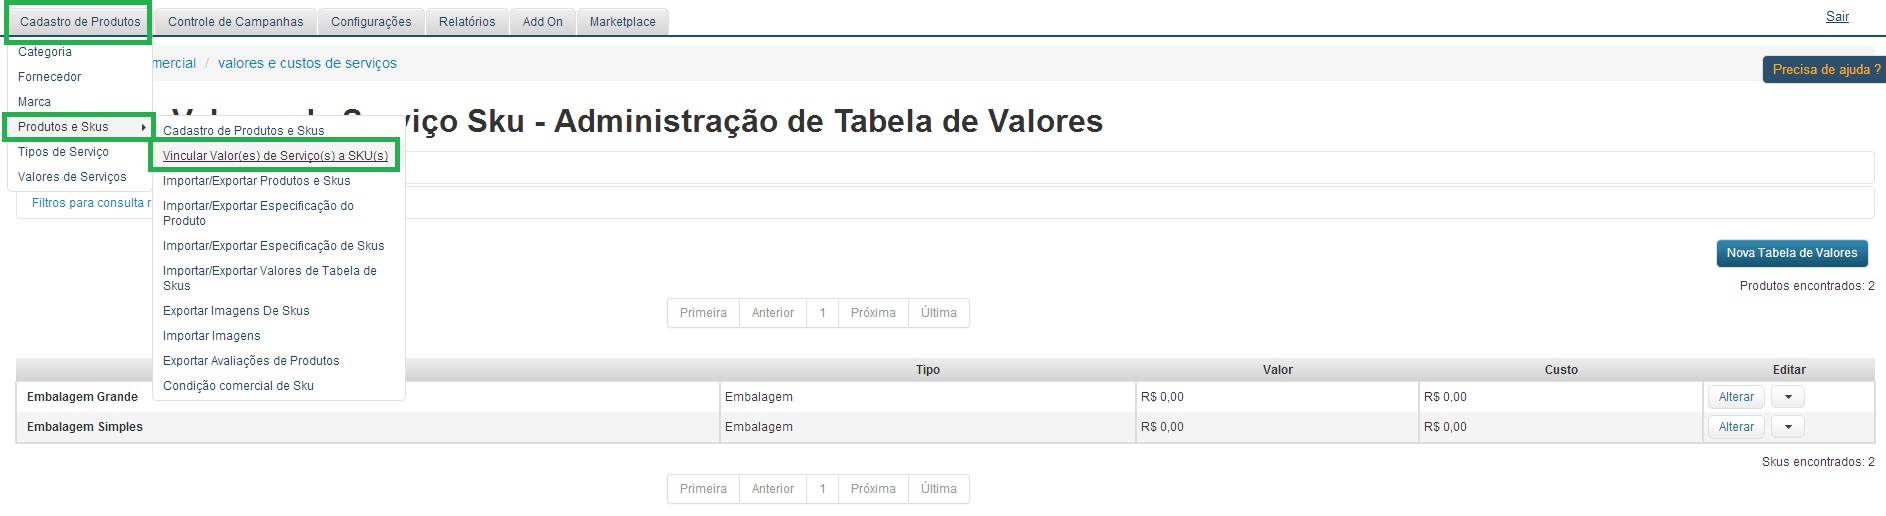 Cadastro de Produtos
Controle de Campanhas
Configurações
Relatórios
Add On
Marketplace
Sair
Categoria
Fornecedor
Marca
Produtos e Skus
Tipos de Serviço
Valores de Serviços
mercial / valores e custos de serviços
Precisa de ajuda ?
Sku - Administração de Tabela de Valores
Cadastro de Produtos e Skus
Vincular Valor(es) de Serviço(s) a SKU(s)
Importar/Exportar Produtos e Skus
Importar/Exportar Especificação do
Produto
Importar/Exportar Especificação de Skus
Importar/Exportar Valores de Tabela de
Skus
Exportar Imagens De Skus
Importar Imagens
Exportar Avaliações de Produtos
Condição comercial de Sku
Filtros para consulta
Nova Tabela de Valores
Produtos encontrados: 2
Primeira Anterior 1 Próxima Última
Tipo Valor Custo Editar
Embalagem Grande Embalagem R$ 0,00 R$ 0,00 Alterar
Embalagem Simples Embalagem R$ 0,00 R$ 0,00 Alterar
Skus encontrados: 2
Primeira Anterior 1 Próxima Última